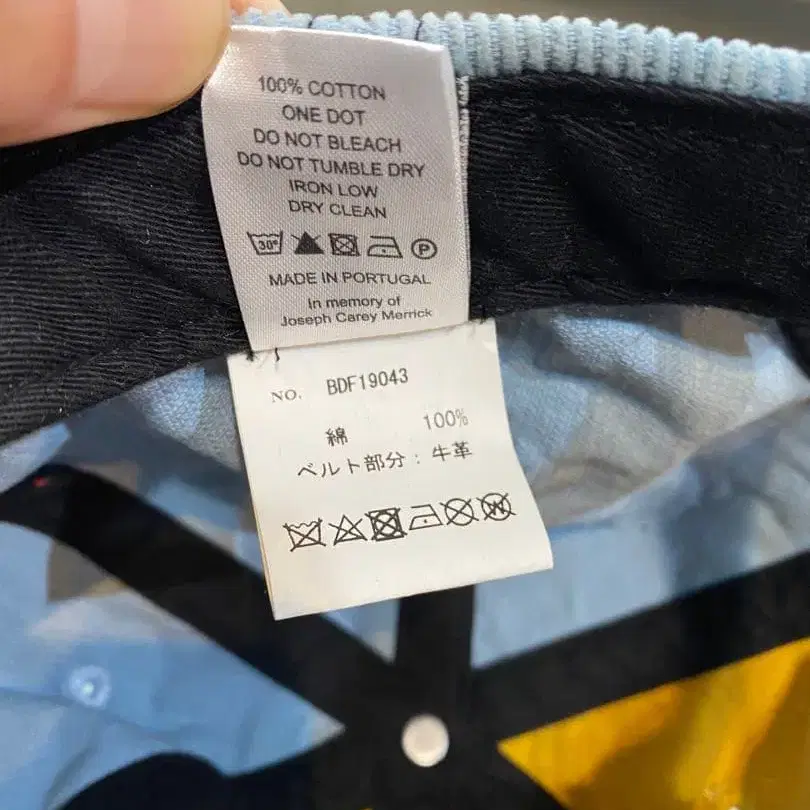 100% COTTON
ONE DOT
DO NOT BLEACH
DO NOT TUMBLE DRY
IRON LOW
DRY CLEAN
30° P
MADE IN PORTUGAL
In memory of
Joseph Carey Merrick
NO. BDF19043
綿 100%
ベルト部分：牛革
W